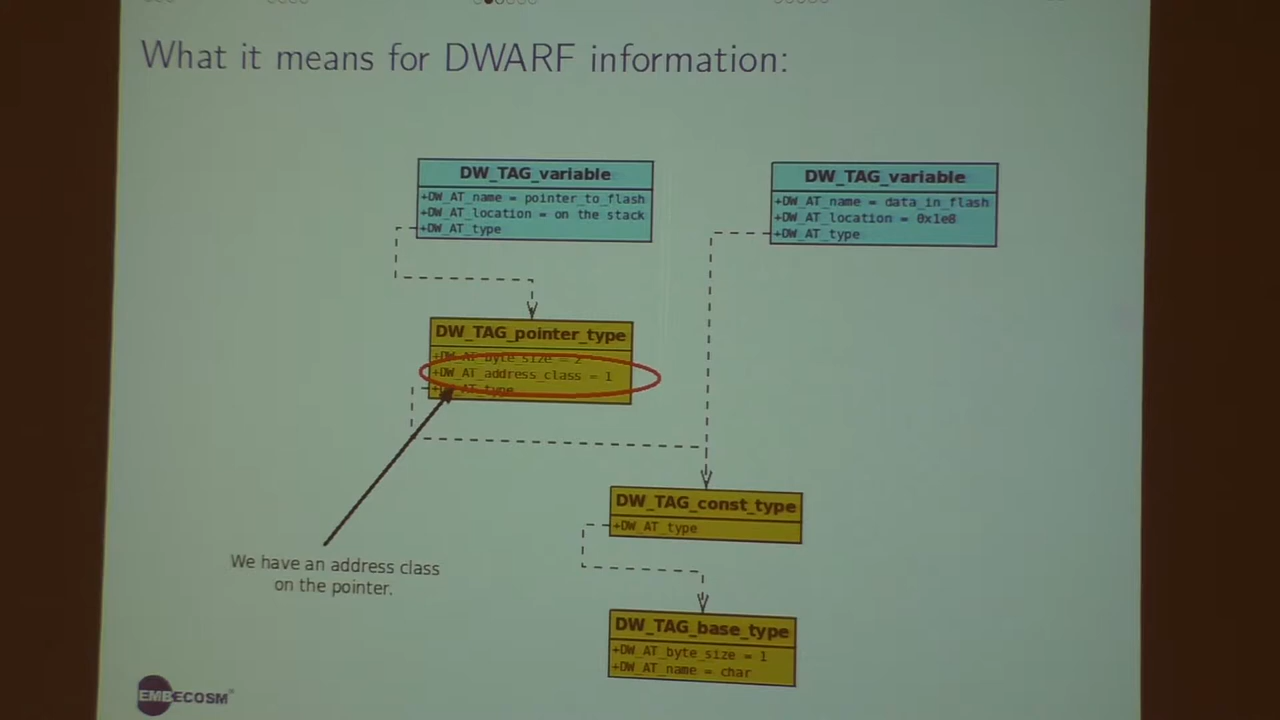 What it means for DWARF information:
DW_TAG_variable
+DW_AT_name = pointer_to_flash
+DW_AT_location = on the stack
+DW_AT_type
DW_TAG_variable
+DW_AT_name = data_in_flash
+DW_AT_location = 0x1e8
+DW_AT_type
DW_TAG_pointer_type
+DW_AT_byte_size = 2
+DW_AT_address_class = 1
+DW_AT_type
DW_TAG_const_type
+DW_AT_type
We have an address class
on the pointer.
DW_TAG_base_type
+DW_AT_byte_size = 1
+DW_AT_name = char
EMBECOSM